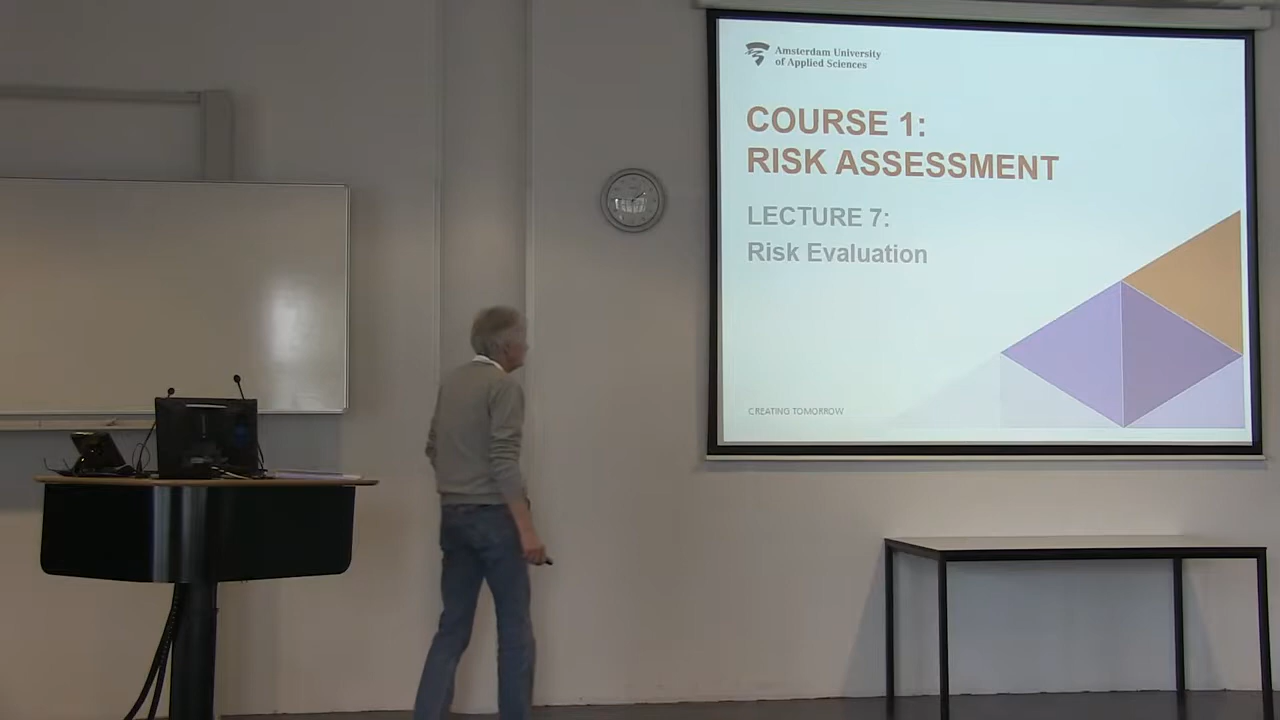 Amsterdam University
of Applied Sciences
COURSE 1:
RISK ASSESSMENT
LECTURE 7:
Risk Evaluation
CREATING TOMORROW